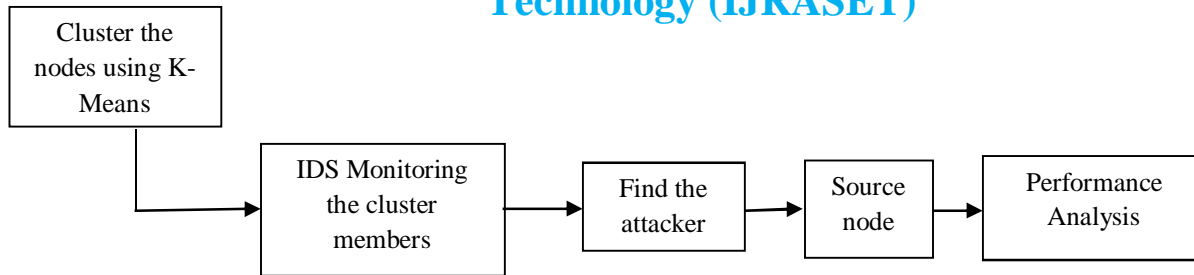 Technology (IJRASET)
Cluster the
nodes using K-
Means
IDS Monitoring
the cluster
members
Find the
attacker
Source
node
Performance
Analysis